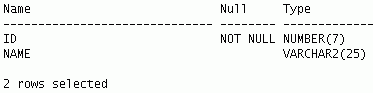 Name Null Type
------------------------------ -------- -------------
ID NOT NULL NUMBER(7)
NAME VARCHAR2(25)
2 rows selected